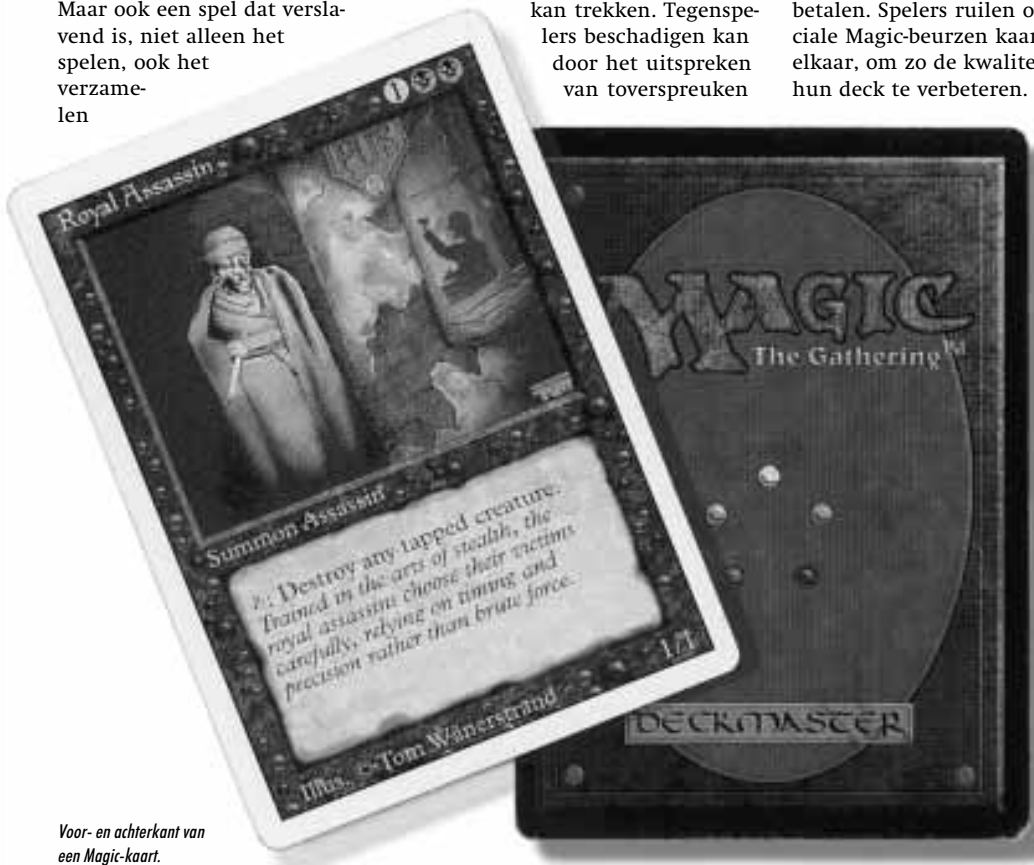 Maar ook een spel dat versla-
vend is, niet alleen het
spelen, ook het
verzame-
len
kan trekken. Tegenspe-
lers beschadigen kan
door het uitspreken
van toverspreuken
betalen. Spelers ruilen o
ciale Magic-beurzen kaar
elkaar, om zo de kwalite
hun deck te verbeteren.
Royal Assassin
1
Summon Assassin
: Destroy any tapped creature.
Trained in the arts of stealth, the
royal assassins choose their victims
carefully, relying on timing and
precision rather than brute force.
1/1
Illus. © Tom Wänerstrand
MAGIC
The Gathering
DECKMASTER
Voor- en achterkant van
een Magic-kaart.